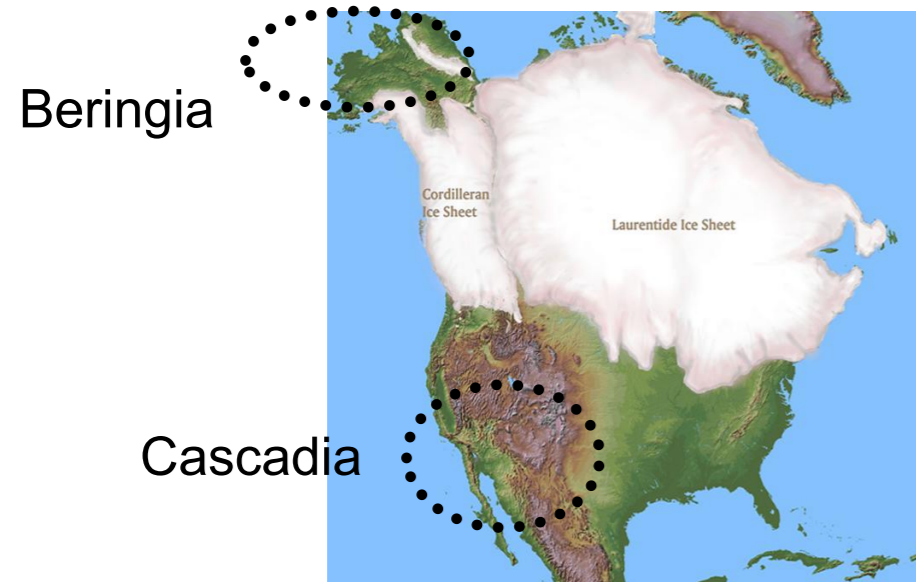 Beringia
Cordilleran
Ice Sheet
Laurentide Ice Sheet
Cascadia